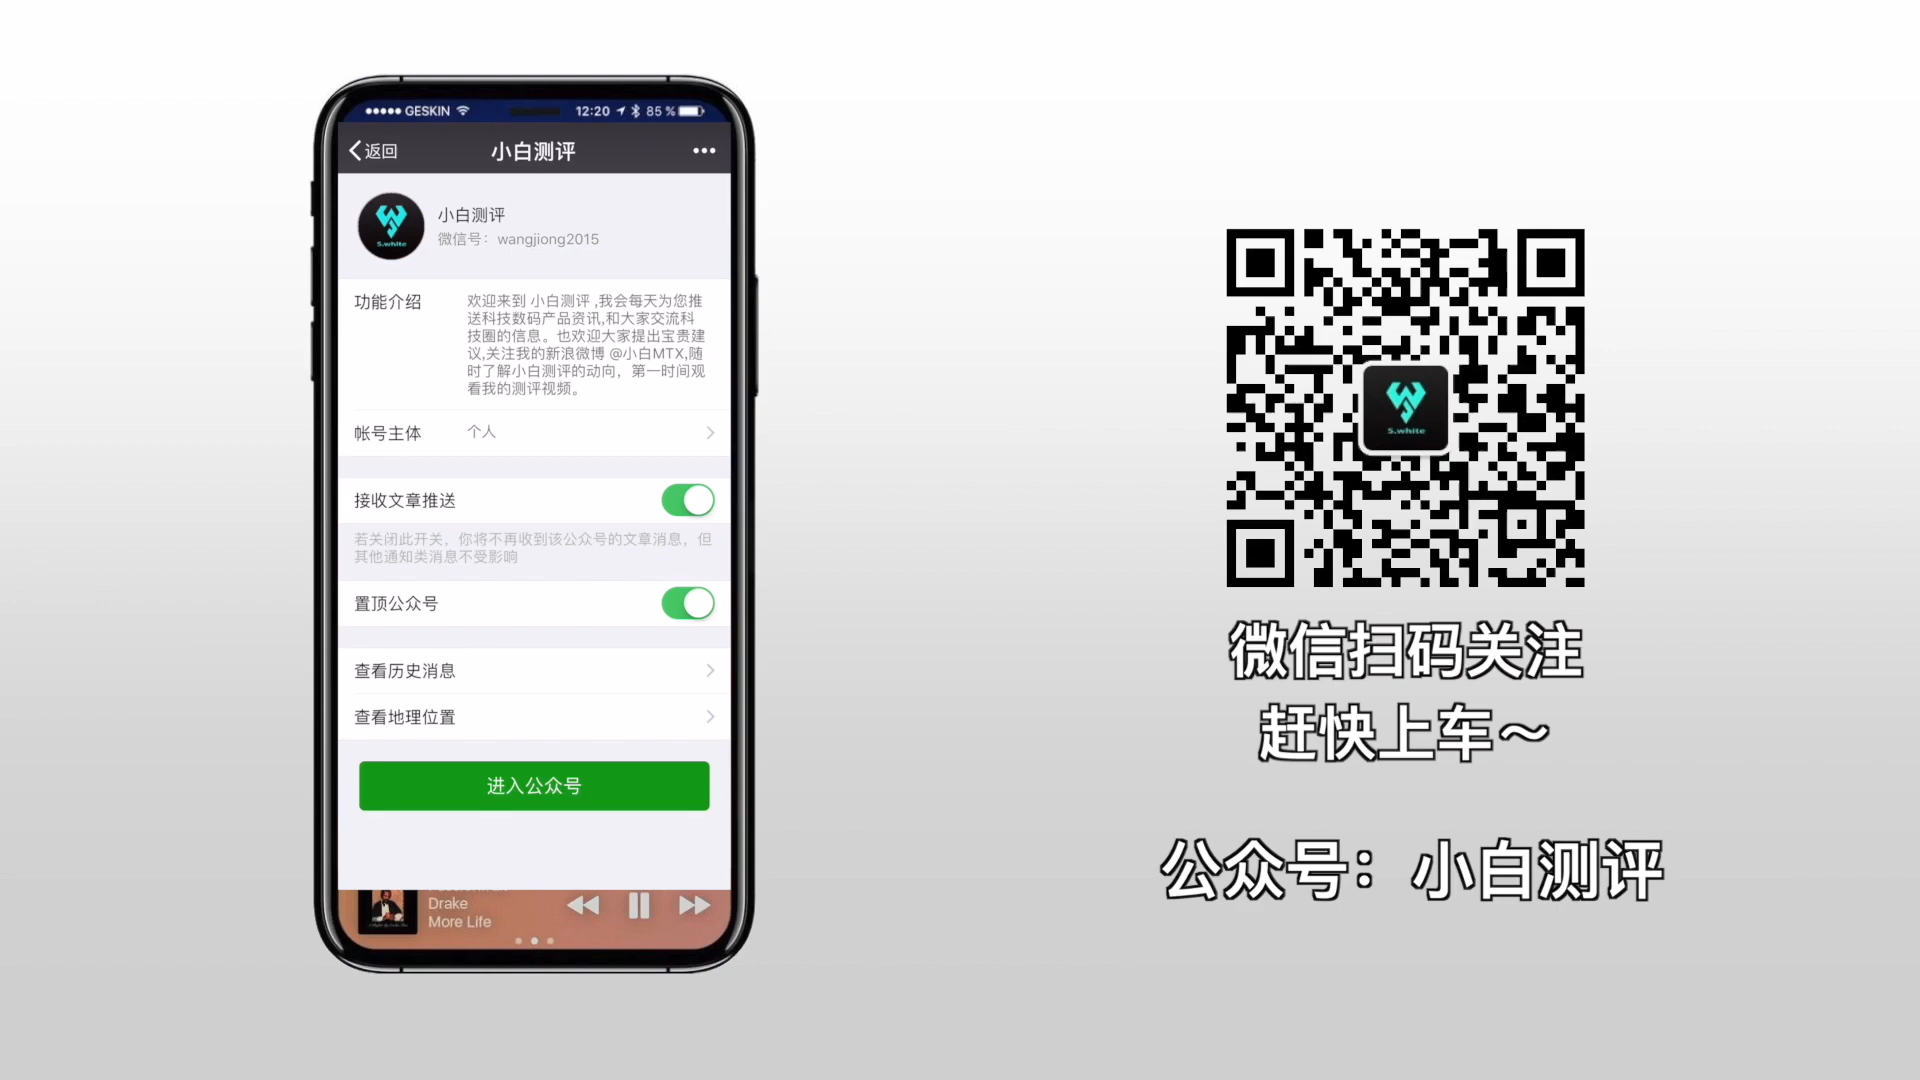 GESKIN
12:20
85 %
返回
小白测评
S.white
小白测评
微信号: wangjiong2015
功能介绍
欢迎来到 小白测评 ,我会每天为您推
送科技数码产品资讯,和大家交流科
技圈的信息。也欢迎大家提出宝贵建
议,关注我的新浪微博 @小白MTX,随
时了解小白测评的动向，第一时间观
看我的测评视频。
帐号主体
个人
接收文章推送
若关闭此开关，你将不再收到该公众号的文章消息，但
其他通知类消息不受影响
置顶公众号
查看历史消息
查看地理位置
进入公众号
Drake
More Life
S.white
微信扫码关注
赶快上车～
公众号：小白测评